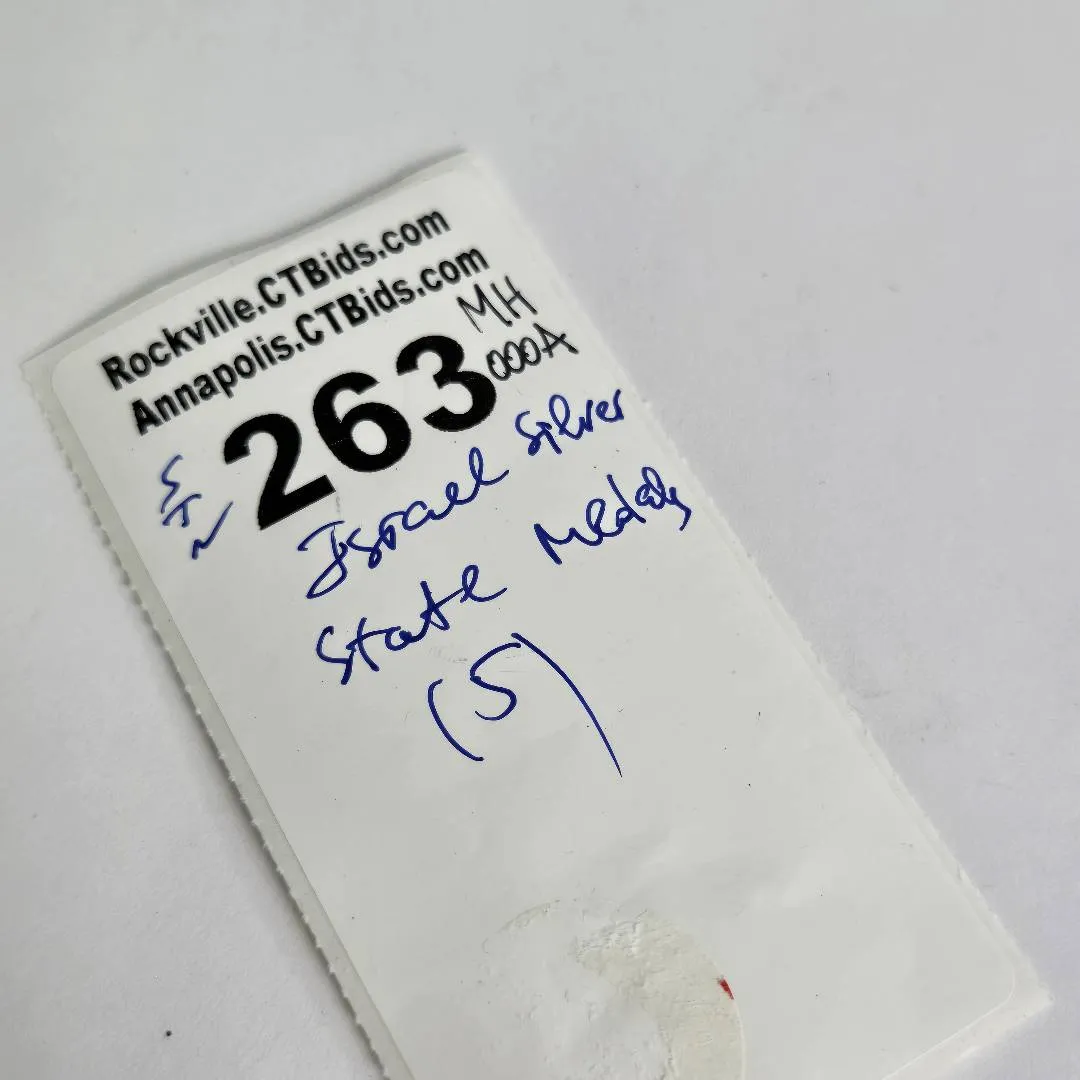 Rockville.CTBids.com
Annapolis.CTBids.com
MH
263 000A
Israel Silver
State Medals
(5)